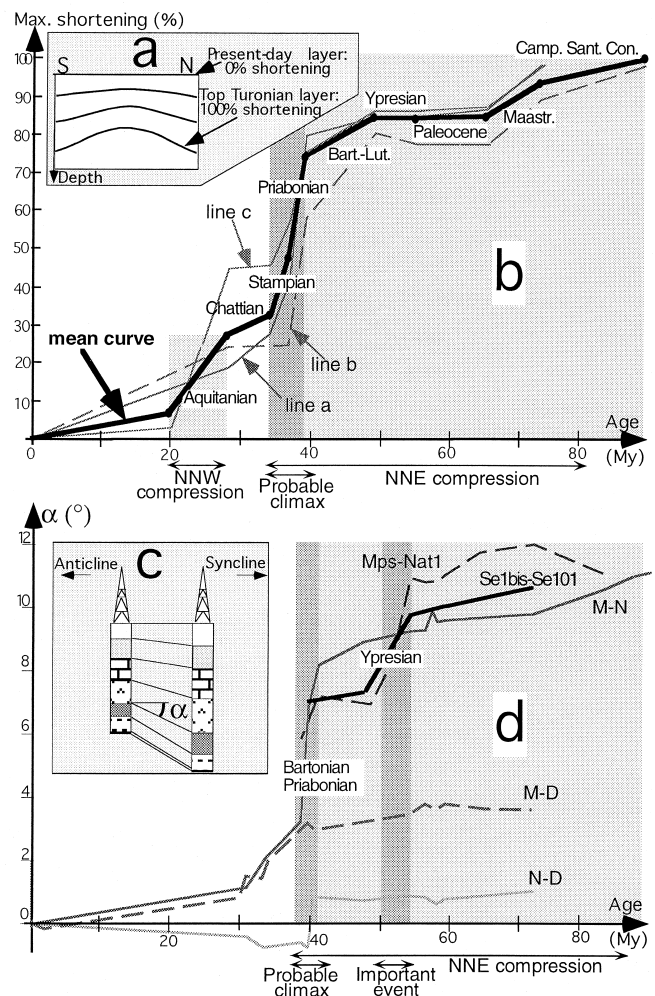 Max. shortening (%)
a
S
N
Present-day layer:
0% shortening
Top Turonian layer:
100% shortening
Depth
100
90
80
70
60
50
40
30
20
10
Camp. Sant. Con.
Ypresian
Maastr.
Paleocene
Bart.-Lut.
Priabonian
line c
b
Stampian
Chattian
mean curve
line b
Aquitanian
line a
Age
(My)
0
20
40
60
80
NNW
compression
Probable
climax
NNE compression
α (°)
12
10
8
6
4
2
0
c
Anticline
Syncline
α
Mps-Nat1
Se1bis-Se101
M-N
Ypresian
d
Bartonian
Priabonian
M-D
N-D
Age
(My)
20
40
60
80
Probable
climax
Important
event
NNE compression